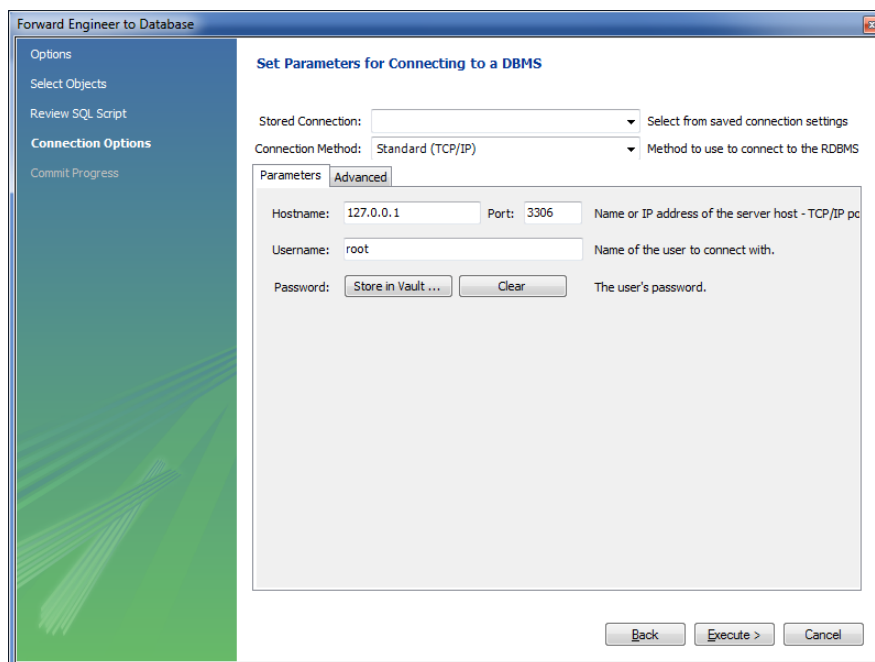 Forward Engineer to Database
Options
Select Objects
Review SQL Script
Connection Options
Commit Progress
Set Parameters for Connecting to a DBMS
Stored Connection: Select from saved connection settings
Connection Method: Standard (TCP/IP) Method to use to connect to the RDBMS
Parameters Advanced
Hostname: 127.0.0.1 Port: 3306 Name or IP address of the server host - TCP/IP pc
Username: root Name of the user to connect with.
Password: Store in Vault ... Clear The user's password.
Back Execute > Cancel